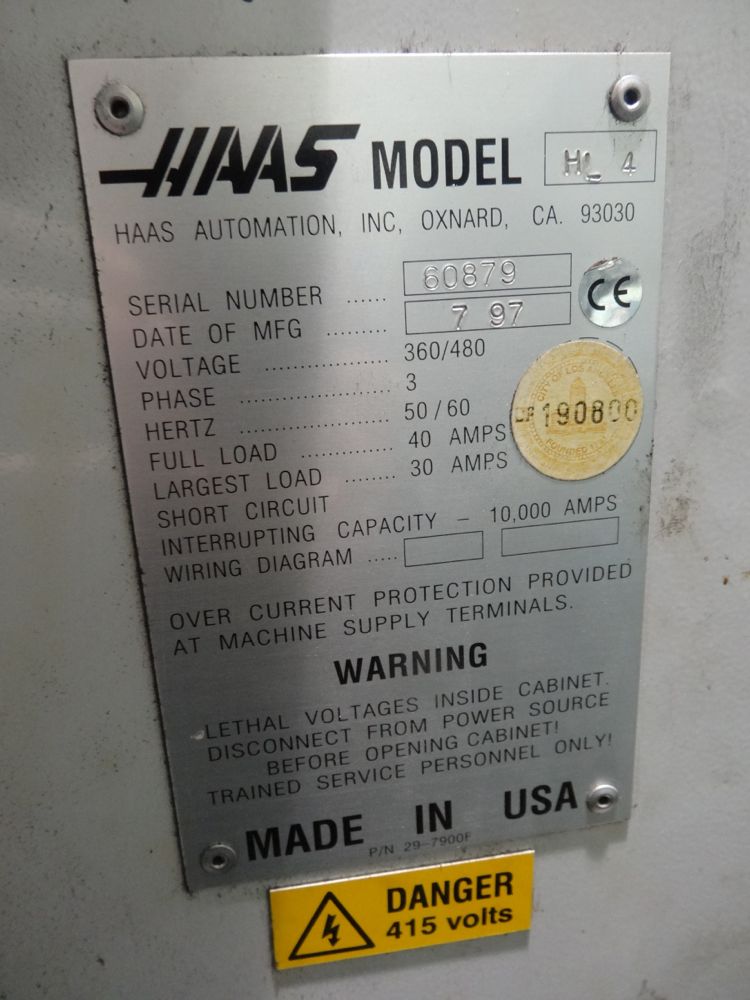 HAAS MODEL HL 4
HAAS AUTOMATION, INC, OXNARD, CA. 93030
SERIAL NUMBER ...... 60879
DATE OF MFG ......... 7 97
CE
VOLTAGE .................. 360/480
PHASE .................... 3
HERTZ ..................... 50/60
FULL LOAD .............. 40 AMPS
LARGEST LOAD ........ 30 AMPS
190800
SHORT CIRCUIT
INTERRUPTING CAPACITY – 10,000 AMPS
WIRING DIAGRAM .....
OVER CURRENT PROTECTION PROVIDED
AT MACHINE SUPPLY TERMINALS.
WARNING
LETHAL VOLTAGES INSIDE CABINET.
DISCONNECT FROM POWER SOURCE
BEFORE OPENING CABINET!
TRAINED SERVICE PERSONNEL ONLY!
MADE IN USA
P/N 29-7900F
DANGER
415 volts